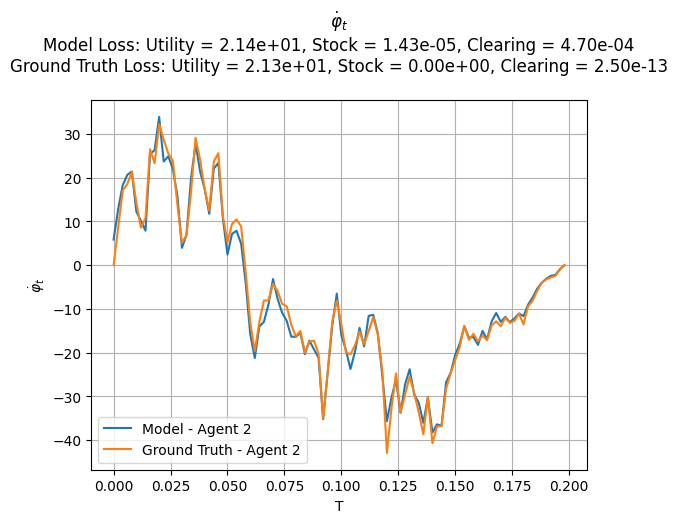 φ̇ₜ
Model Loss: Utility = 2.14e+01, Stock = 1.43e-05, Clearing = 4.70e-04
Ground Truth Loss: Utility = 2.13e+01, Stock = 0.00e+00, Clearing = 2.50e-13
30
20
10
0
−10
−20
−30
−40
φ̇ₜ
Model - Agent 2
Ground Truth - Agent 2
0.000 0.025 0.050 0.075 0.100 0.125 0.150 0.175 0.200
T